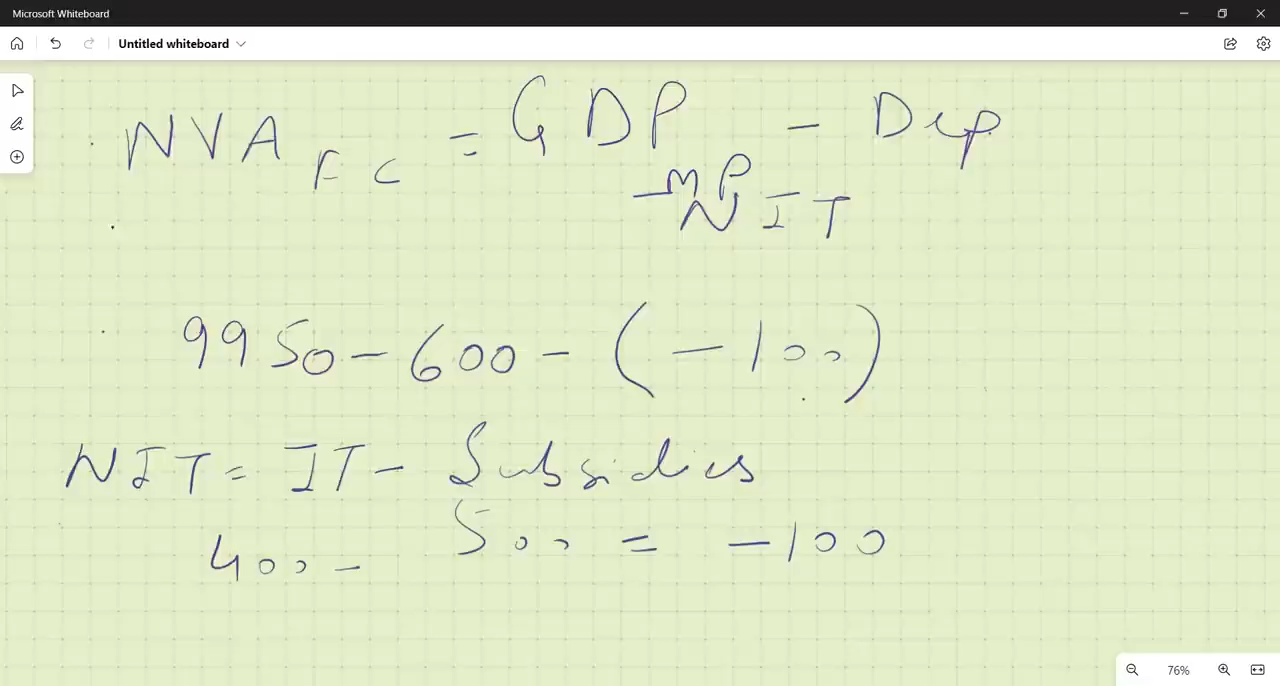 Microsoft Whiteboard
Untitled whiteboard
NVA FC = GDP MP - Dep
- NIT
9950 - 600 - ( - 100 )
NIT = IT - Subsidies
400 - 500 = - 100
76%